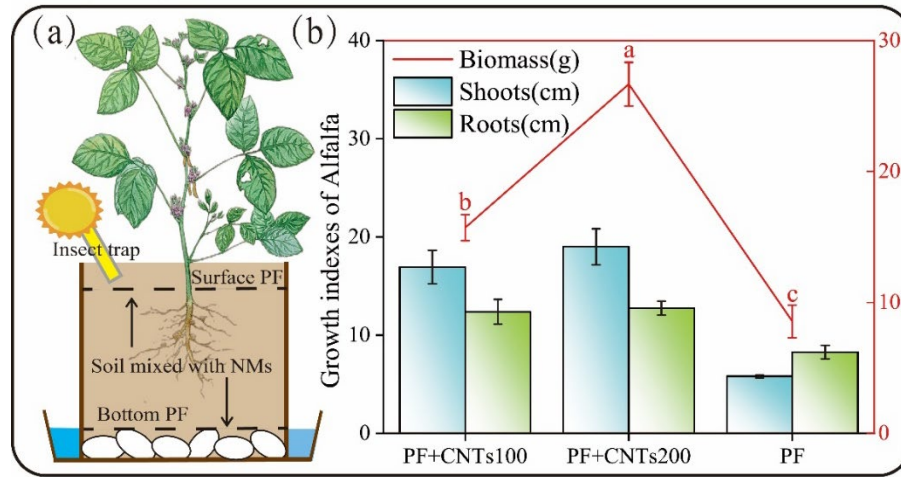 (a)
Insect trap
Surface PF
Soil mixed with NMs
Bottom PF
(b)
Growth indexes of Alfalfa
40
30
20
10
0
Biomass(g)
Shoots(cm)
Roots(cm)
b
a
c
30
20
10
0
PF+CNTs100
PF+CNTs200
PF